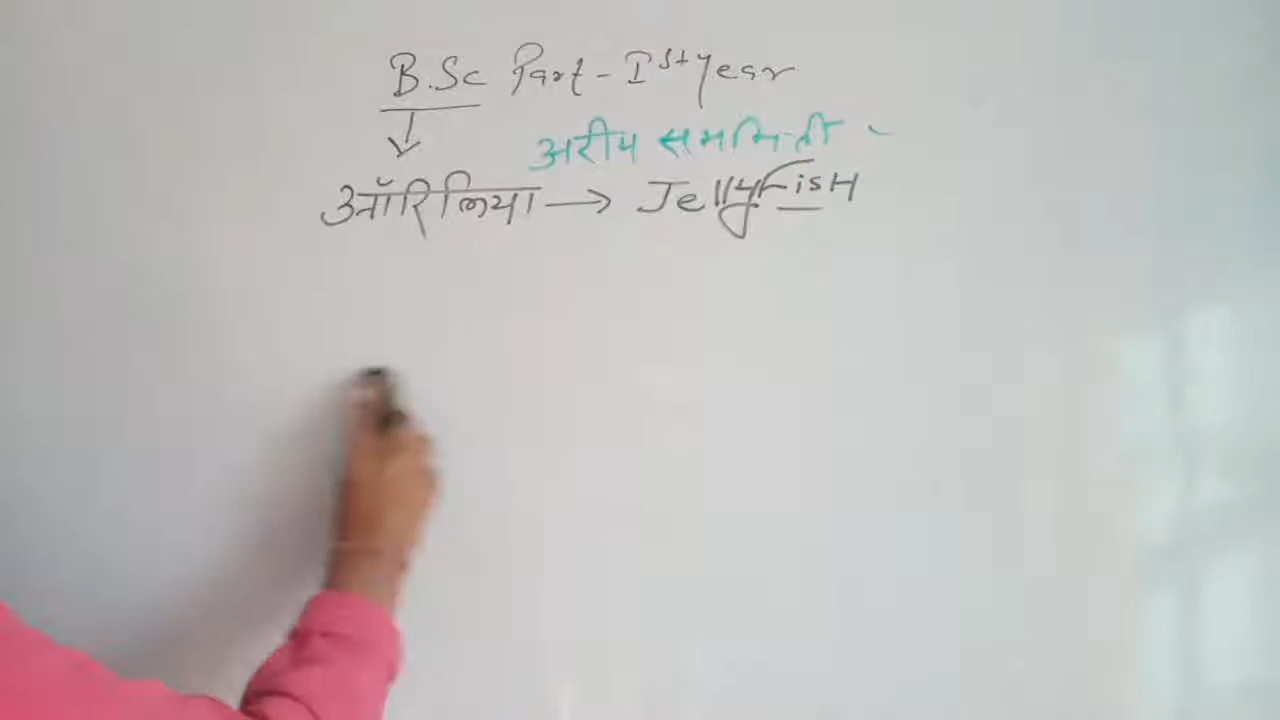 B.Sc Part-Ist year
अरीय सममिती
ऑरिलिया → JellyFisH